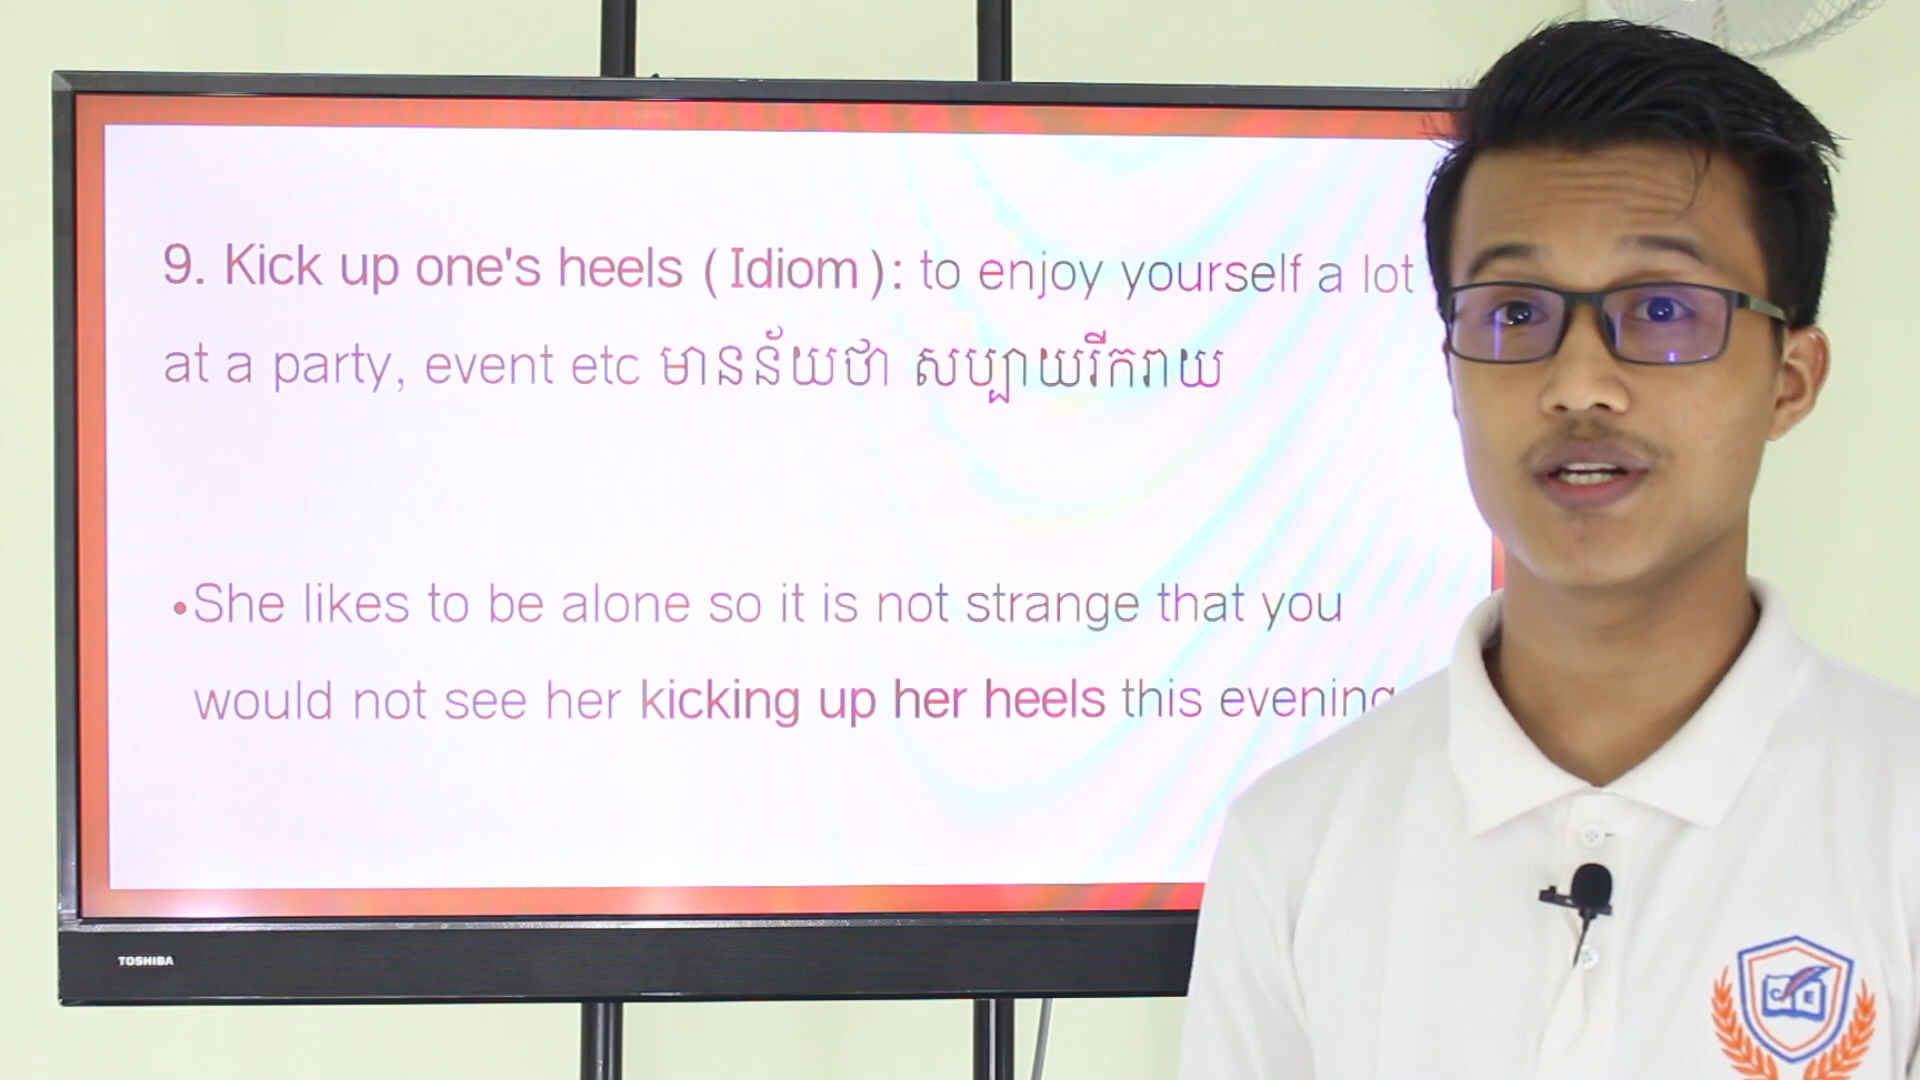 9. Kick up one's heels ( Idiom ): to enjoy yourself a lot
at a party, event etc មានន័យថា សប្បាយរីករាយ
•She likes to be alone so it is not strange that you
would not see her kicking up her heels this evening
TOSHIBA
C E